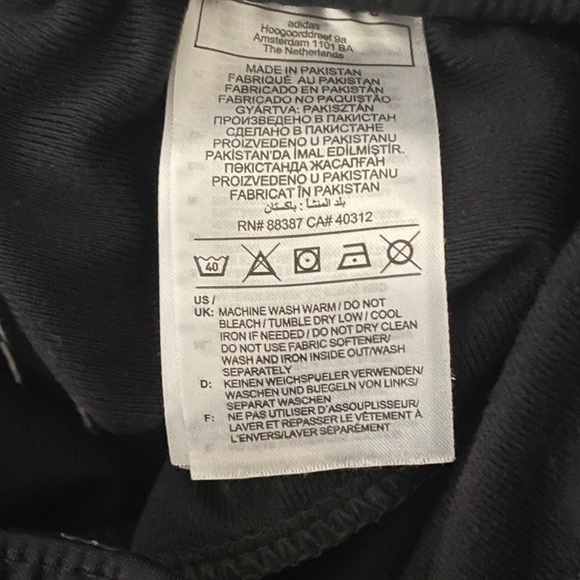 adidas
Hoogoorddreef 9a
Amsterdam 1101 BA
The Netherlands
MADE IN PAKISTAN
FABRIQUÉ AU PAKISTAN
FABRICADO EN PAKISTÁN
FABRICADO NO PAQUISTÃO
GYÁRTVA: PAKISZTÁN
ПРОИЗВЕДЕНО В ПАКИСТАН
СДЕЛАНО В ПАКИСТАНЕ
PROIZVEDENO U PAKISTANU
PAKİSTAN'DA İMAL EDİLMİŞTİR.
ПӘКІСТАНДА ЖАСАЛҒАН
PROIZVEDENO U PAKISTANU
FABRICAT ÎN PAKISTAN
بلد المنشأ: باكستان
RN# 88387 CA# 40312
40
US /
UK: MACHINE WASH WARM / DO NOT
BLEACH / TUMBLE DRY LOW / COOL
IRON IF NEEDED / DO NOT DRY CLEAN
DO NOT USE FABRIC SOFTENER/
WASH AND IRON INSIDE OUT/WASH
SEPARATELY
D: KEINEN WEICHSPUELER VERWENDEN/
WASCHEN UND BUEGELN VON LINKS/
SEPARAT WASCHEN
F: NE PAS UTILISER D'ASSOUPLISEUR/
LAVER ET REPASSER LE VÊTEMENT À
L'ENVERS/LAVER SÉPARÉMENT